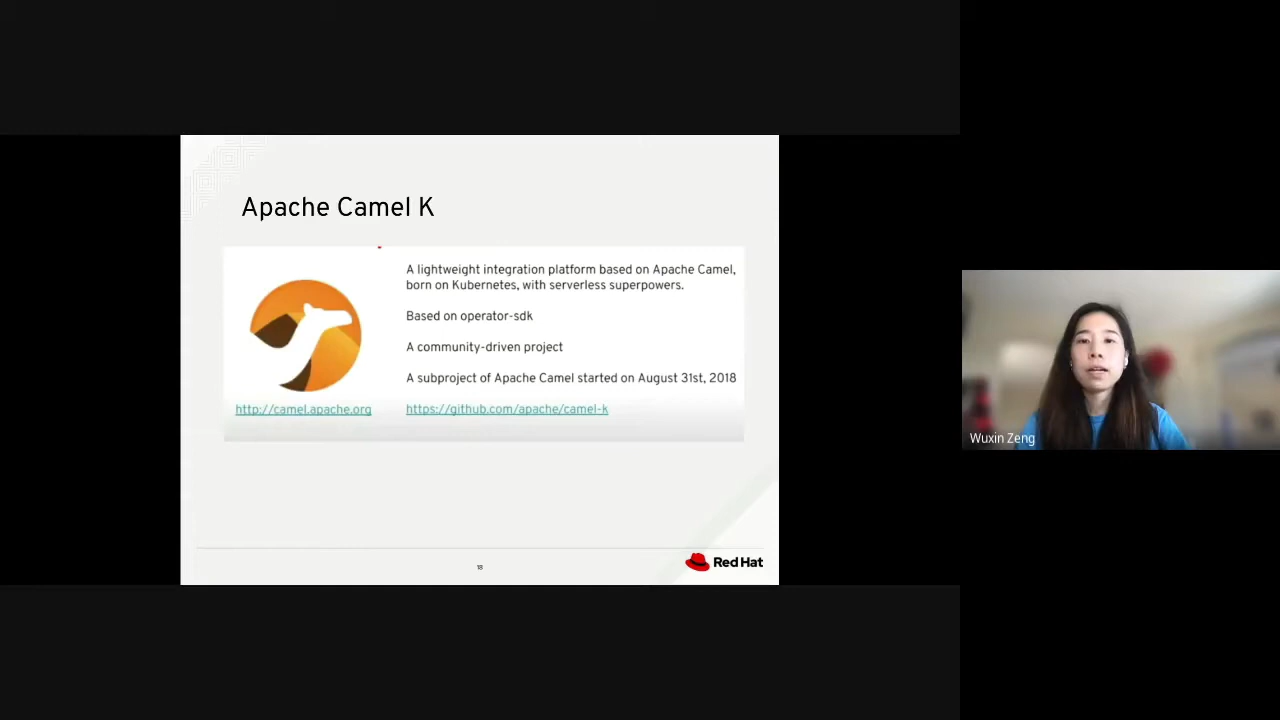 Apache Camel K
A lightweight integration platform based on Apache Camel,
born on Kubernetes, with serverless superpowers.
Based on operator-sdk
A community-driven project
A subproject of Apache Camel started on August 31st, 2018
http://camel.apache.org
https://github.com/apache/camel-k
18
Red Hat
Wuxin Zeng